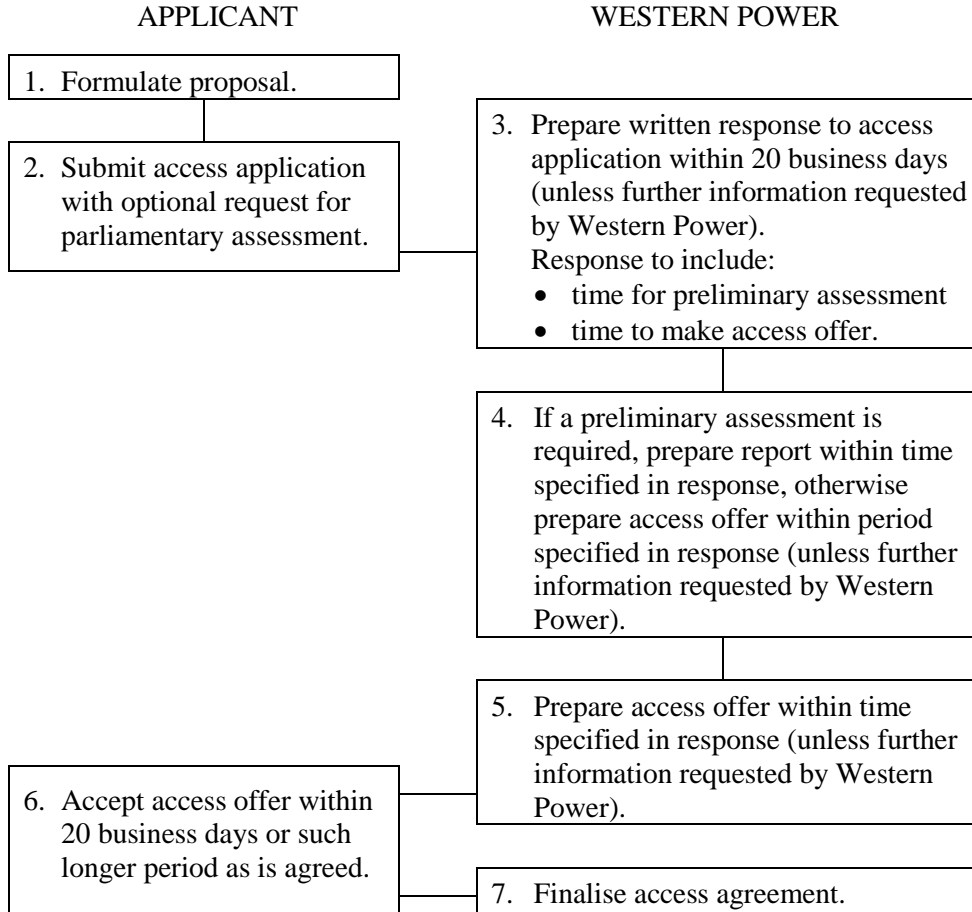 APPLICANT
WESTERN POWER
1. Formulate proposal.
2. Submit access application
with optional request for
parliamentary assessment.
3. Prepare written response to access
application within 20 business days
(unless further information requested
by Western Power).
Response to include:
• time for preliminary assessment
• time to make access offer.
4. If a preliminary assessment is
required, prepare report within time
specified in response, otherwise
prepare access offer within period
specified in response (unless further
information requested by Western
Power).
5. Prepare access offer within time
specified in response (unless further
information requested by Western
Power).
6. Accept access offer within
20 business days or such
longer period as is agreed.
7. Finalise access agreement.